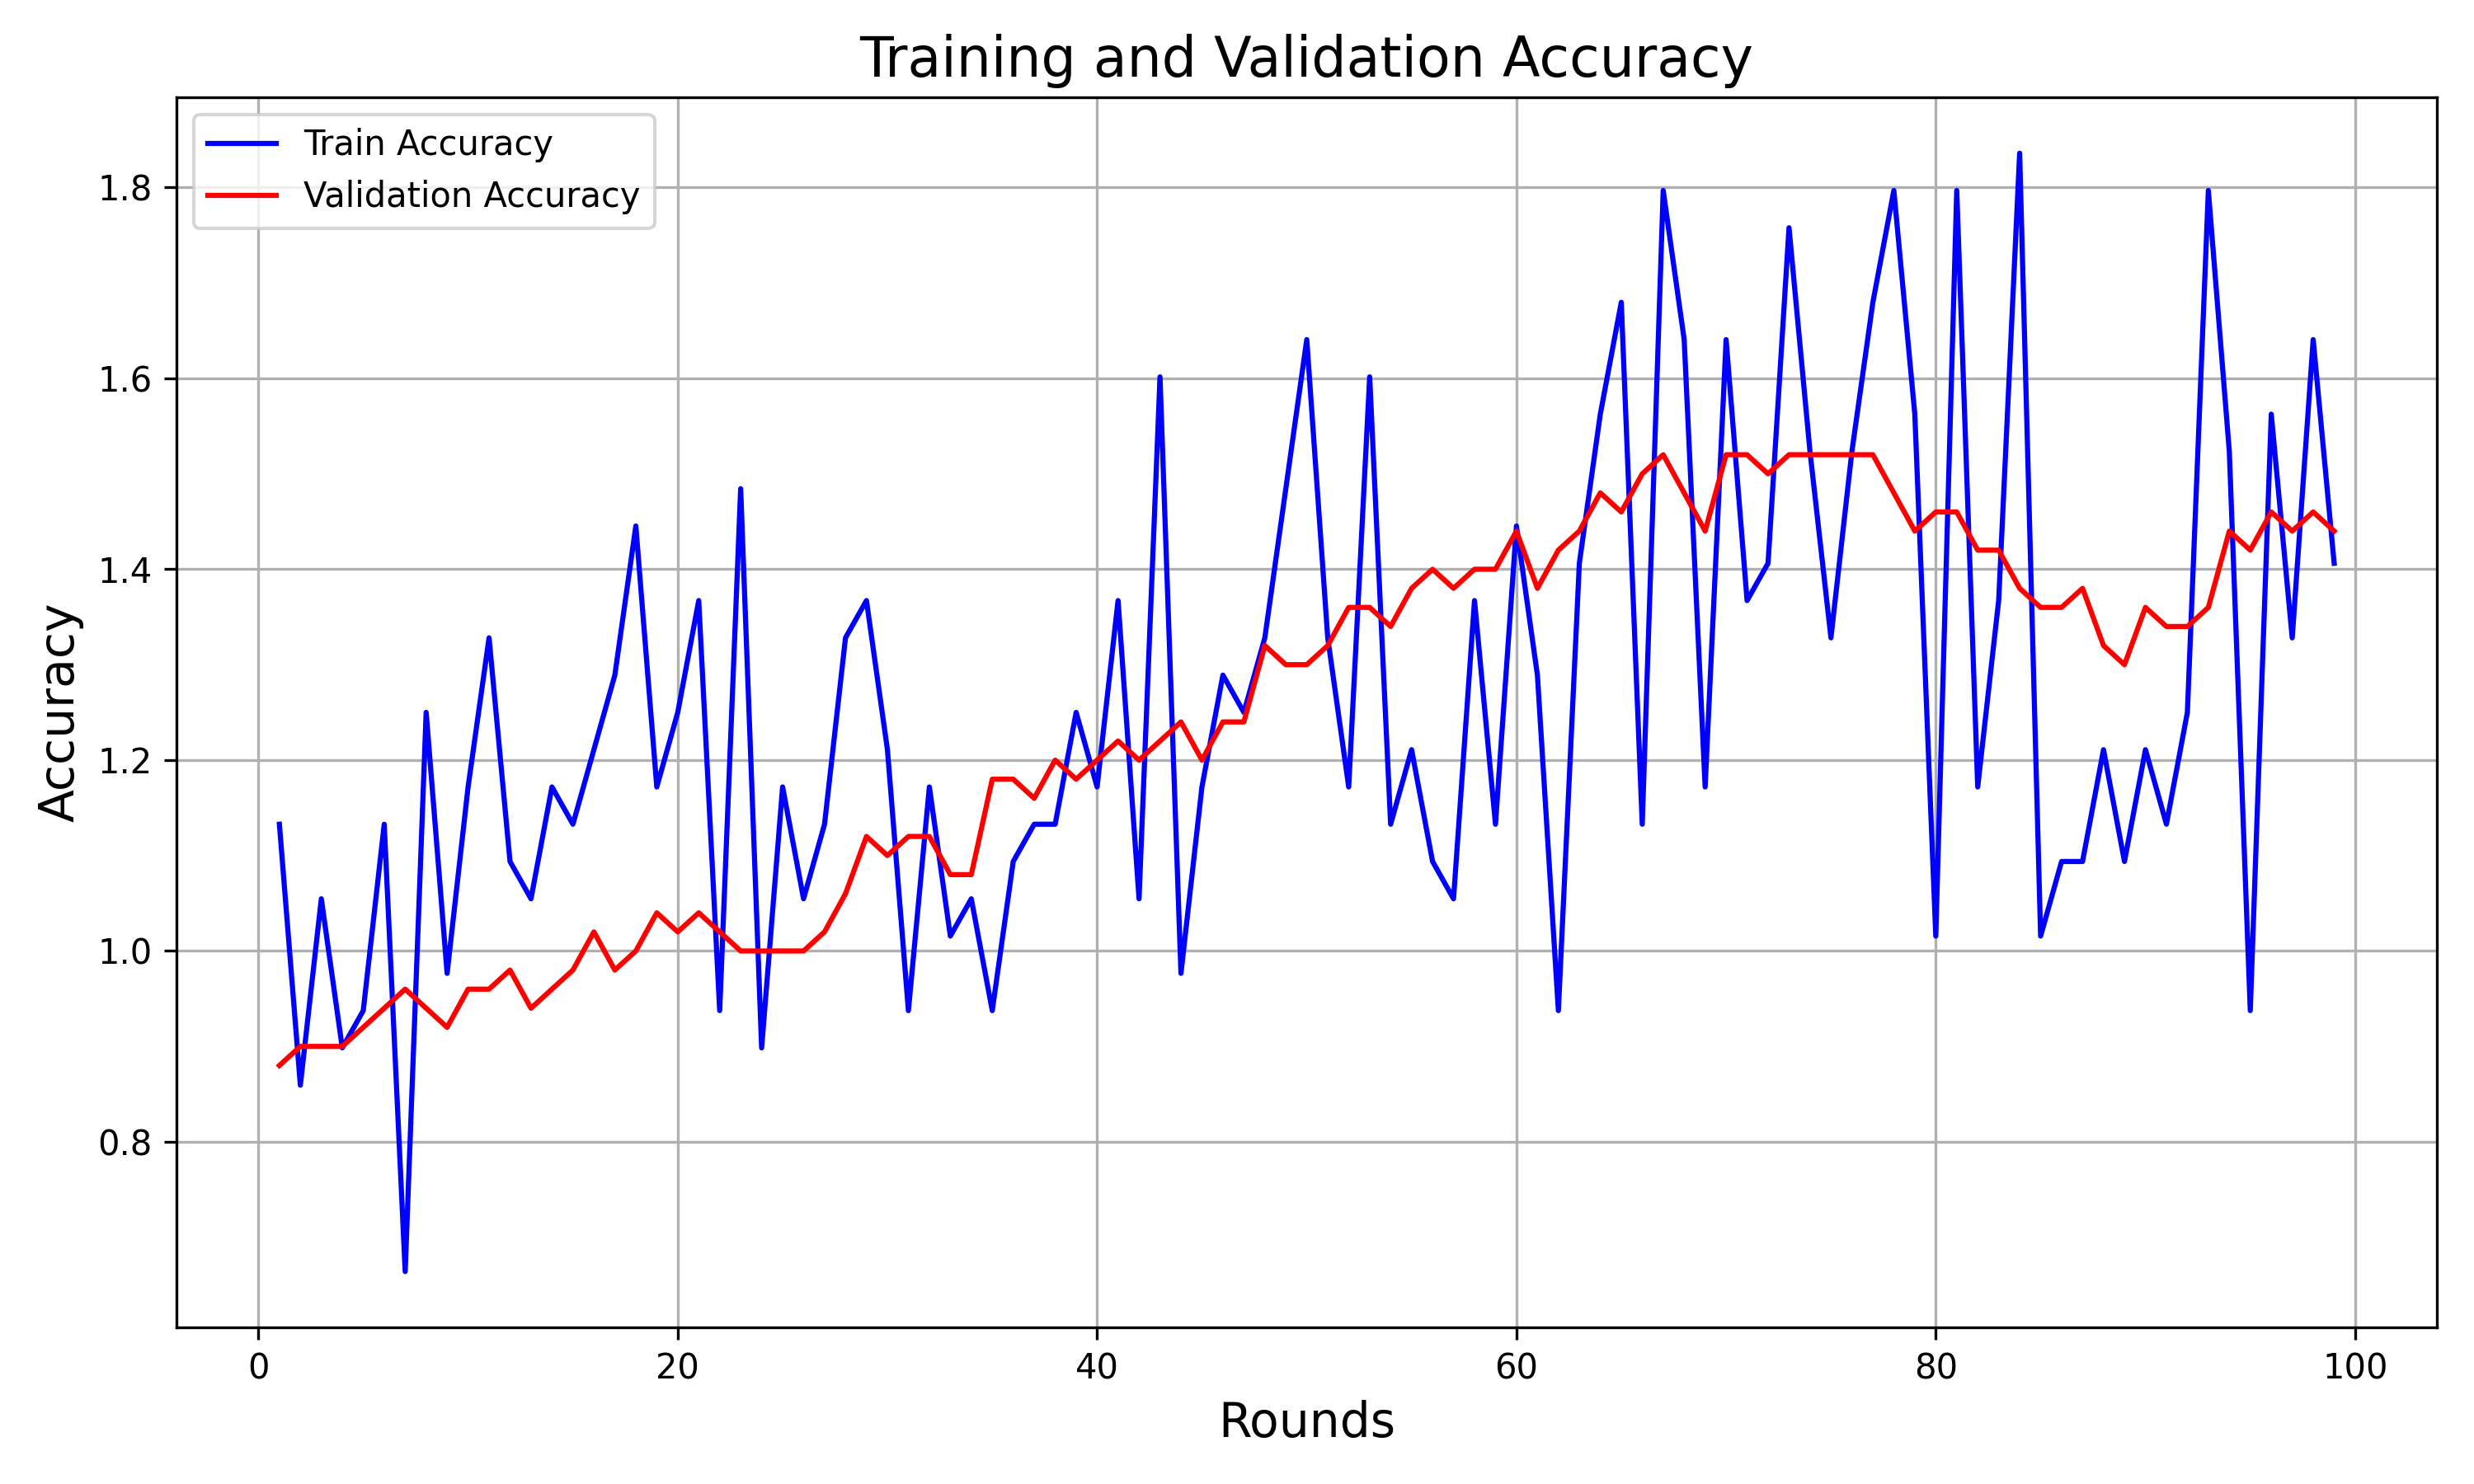 Training and Validation Accuracy
Train Accuracy
Validation Accuracy
1.8
1.6
1.4
1.2
1.0
0.8
Accuracy
0 20 40 60 80 100
Rounds